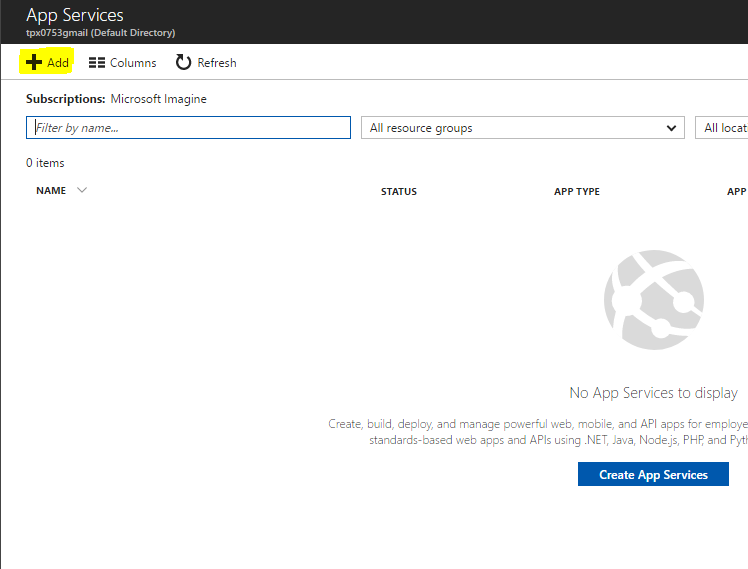 App Services
tpx0753gmail (Default Directory)
Add Columns Refresh
Subscriptions: Microsoft Imagine
Filter by name... All resource groups All locat
0 items
NAME STATUS APP TYPE APP
No App Services to display
Create, build, deploy, and manage powerful web, mobile, and API apps for employe
standards-based web apps and APIs using .NET, Java, Node.js, PHP, and Pyth
Create App Services